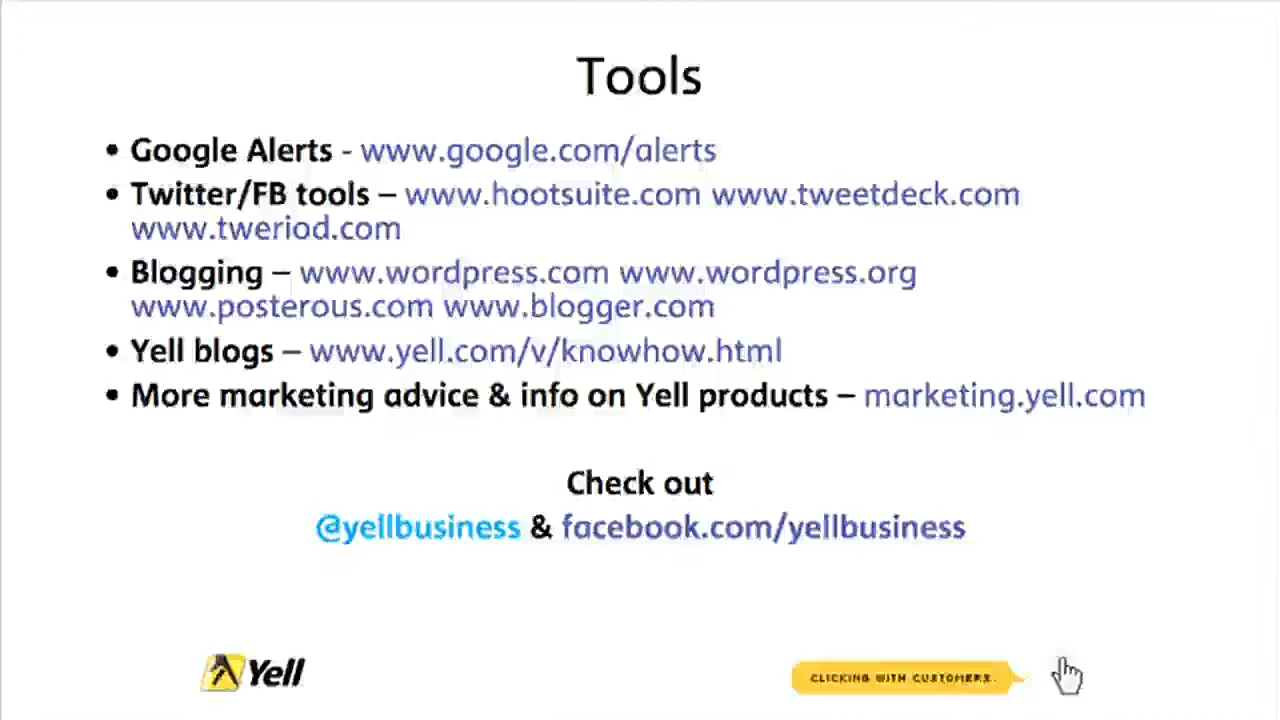 Tools
• Google Alerts - www.google.com/alerts
• Twitter/FB tools – www.hootsuite.com www.tweetdeck.com
www.tweriod.com
• Blogging – www.wordpress.com www.wordpress.org
www.posterous.com www.blogger.com
• Yell blogs – www.yell.com/v/knowhow.html
• More marketing advice & info on Yell products – marketing.yell.com
Check out
@yellbusiness & facebook.com/yellbusiness
Yell
CLICKING WITH CUSTOMERS.